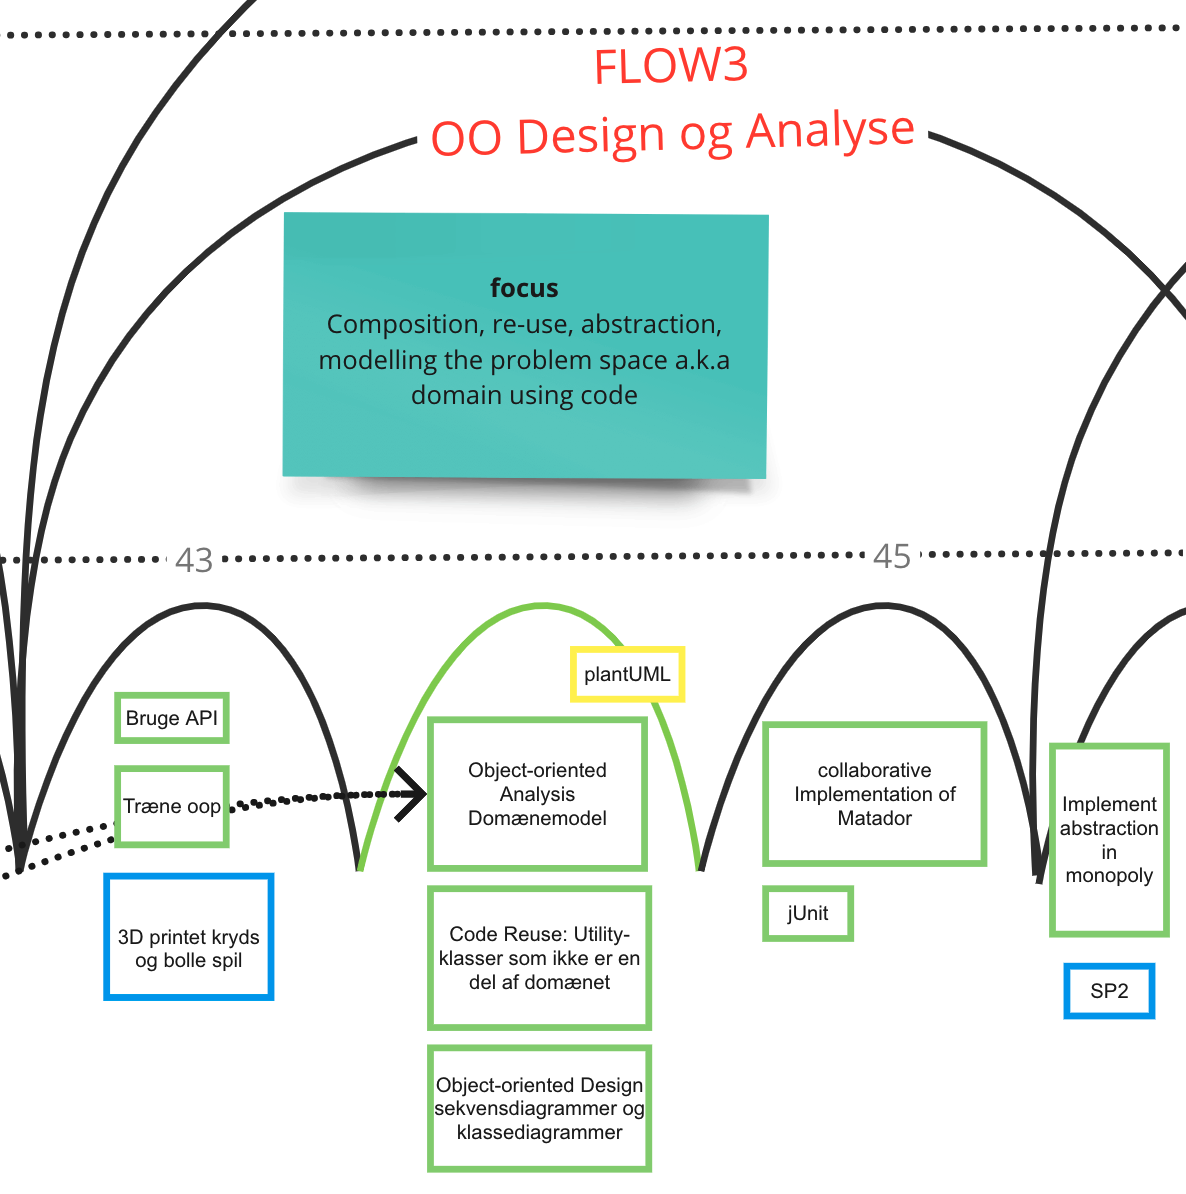 FLOW3
OO Design og Analyse
focus
Composition, re-use, abstraction,
modelling the problem space a.k.a
domain using code
43
45
plantUML
Bruge API
Træne oop
3D printet kryds
og bolle spil
Object-oriented
Analysis
Domænemodel
Code Reuse: Utility-
klasser som ikke er en
del af domænet
Object-oriented Design
sekvensdiagrammer og
klassediagrammer
collaborative
Implementation of
Matador
jUnit
Implement
abstraction
in
monopoly
SP2